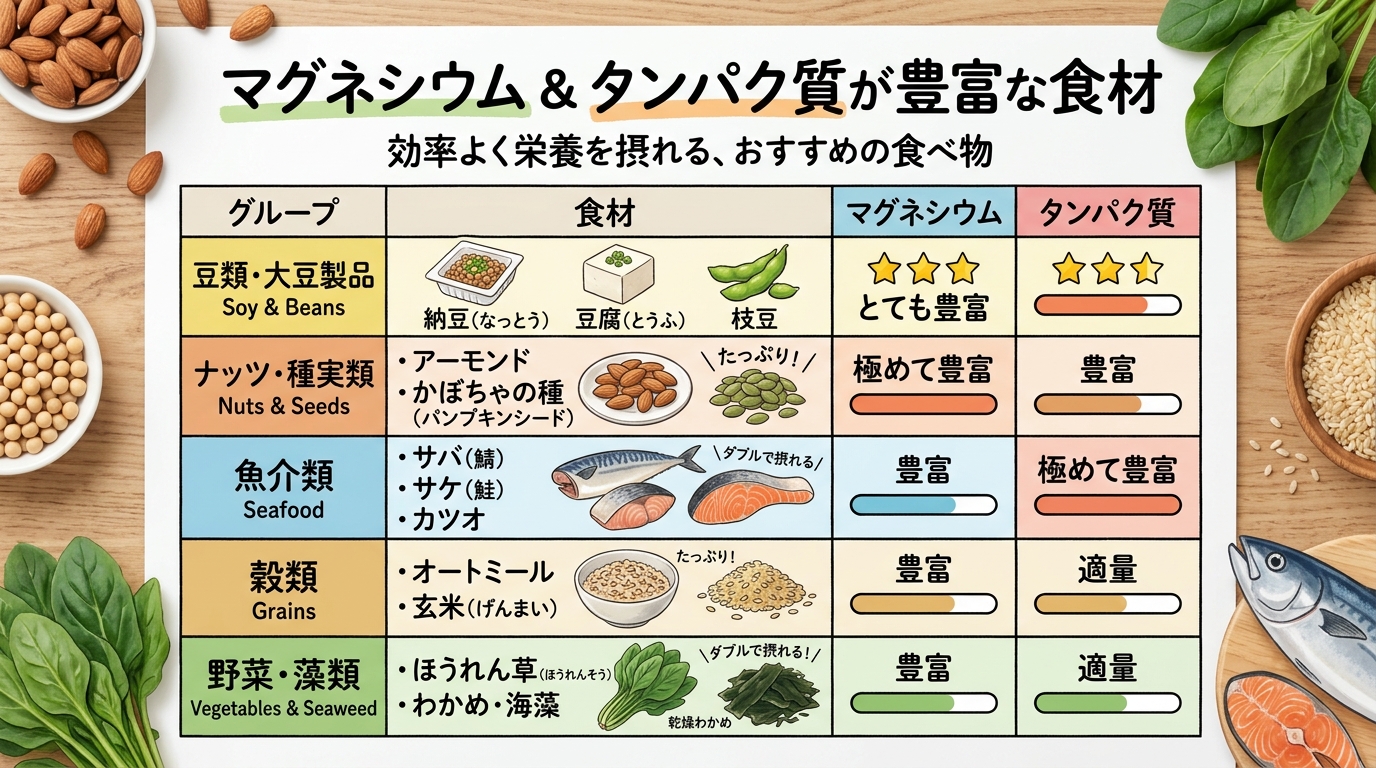 マグネシウム & タンパク質が豊富な食材
効率よく栄養を摂れる、おすすめの食べ物
グループ
食材
マグネシウム
タンパク質
豆類・大豆製品
Soy & Beans
納豆(なっとう)
豆腐(とうふ)
枝豆
とても豊富
ナッツ・種実類
Nuts & Seeds
・アーモンド
・かぼちゃの種
(パンプキンシード)
\ たっぷり! /
極めて豊富
豊富
魚介類
Seafood
・サバ(鯖)
・サケ(鮭)
・カツオ
\ダブルで摂れる/
豊富
極めて豊富
穀類
Grains
・オートミール
・玄米(げんまい)
たっぷり!
豊富
適量
野菜・藻類
Vegetables & Seaweed
・ほうれん草(ほうれんそう)
・わかめ・海藻
\ダブルで摂れる!/
乾燥わかめ
豊富
適量